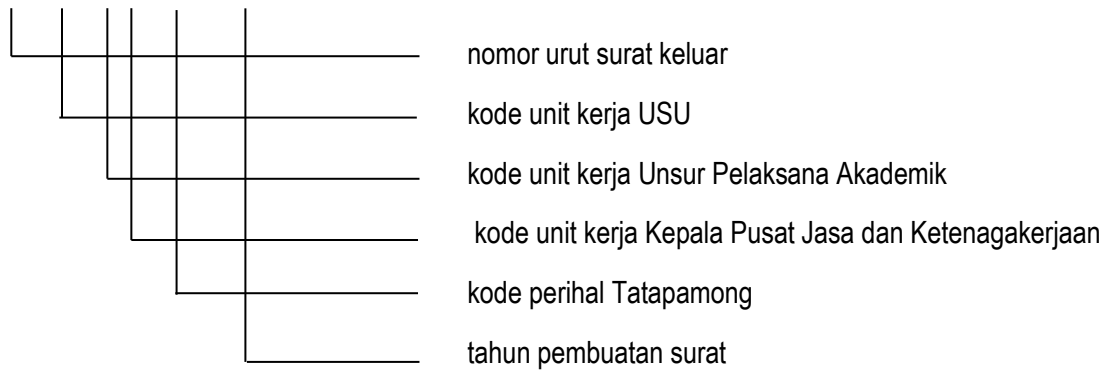 nomor urut surat keluar
kode unit kerja USU
kode unit kerja Unsur Pelaksana Akademik
kode unit kerja Kepala Pusat Jasa dan Ketenagakerjaan
kode perihal Tatapamong
tahun pembuatan surat